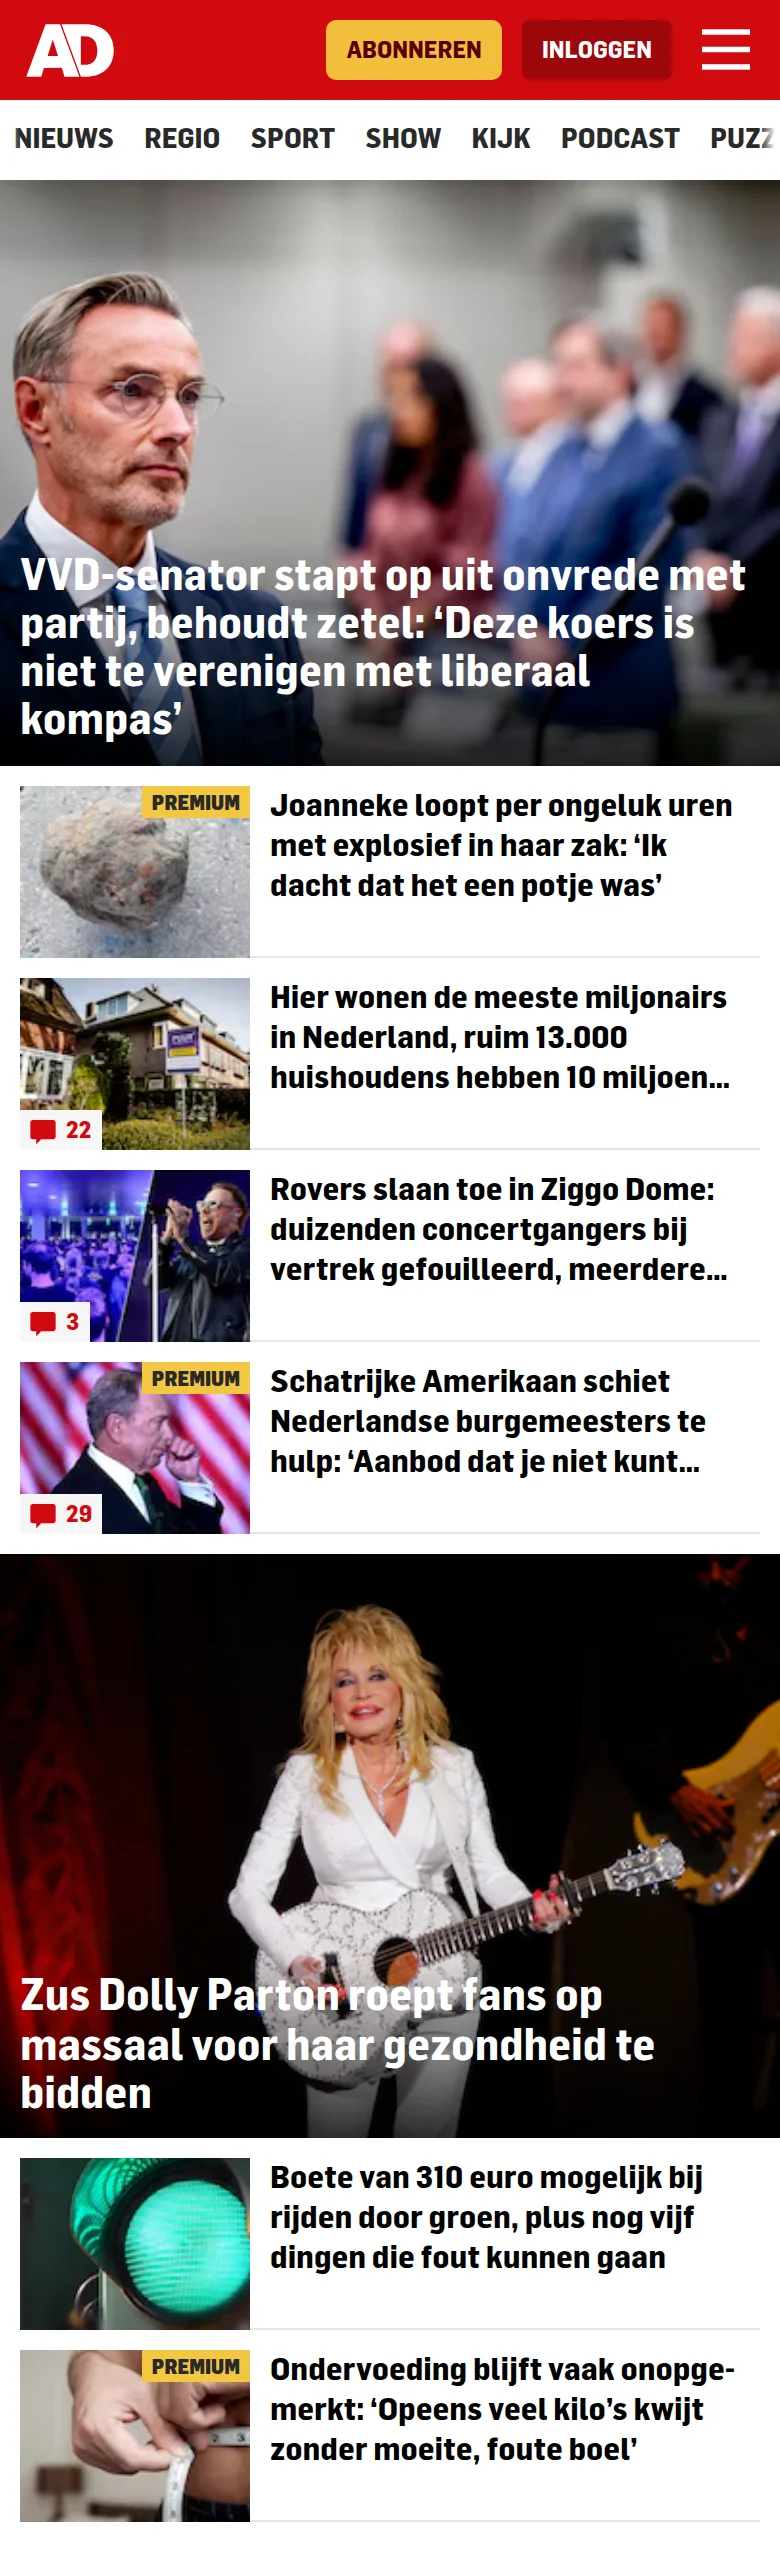 AD
ABONNEREN
INLOGGEN
NIEUWS REGIO SPORT SHOW KIJK PODCAST PUZZ
VVD-senator stapt op uit onvrede met
partij, behoudt zetel: ‘Deze koers is
niet te verenigen met liberaal
kompas’
PREMIUM
Joanneke loopt per ongeluk uren
met explosief in haar zak: ‘Ik
dacht dat het een potje was’
22
Hier wonen de meeste miljonairs
in Nederland, ruim 13.000
huishoudens hebben 10 miljoen...
3
Rovers slaan toe in Ziggo Dome:
duizenden concertgangers bij
vertrek gefouilleerd, meerdere...
PREMIUM
29
Schatrijke Amerikaan schiet
Nederlandse burgemeesters te
hulp: ‘Aanbod dat je niet kunt...
Zus Dolly Parton roept fans op
massaal voor haar gezondheid te
bidden
Boete van 310 euro mogelijk bij
rijden door groen, plus nog vijf
dingen die fout kunnen gaan
PREMIUM
Ondervoeding blijft vaak onopge-
merkt: ‘Opeens veel kilo’s kwijt
zonder moeite, foute boel’